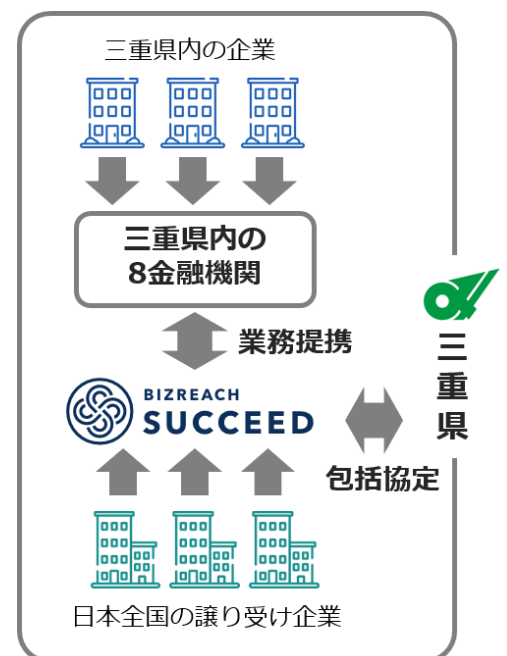 三重県内の企業
三重県内の
8金融機関
業務提携
三重県
BIZREACH
SUCCEED
包括協定
日本全国の譲り受け企業